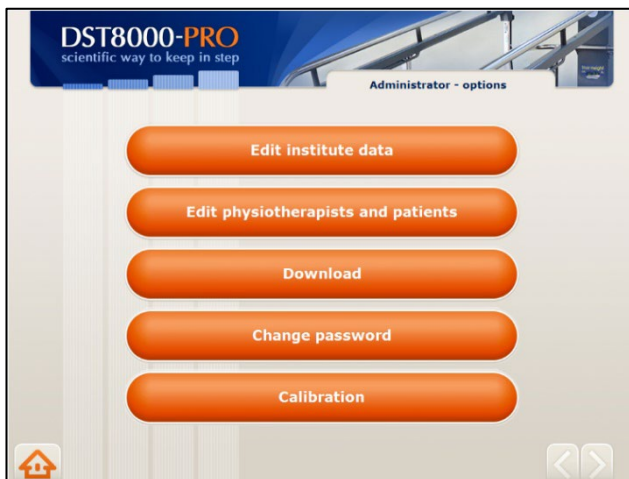 DST8000-PRO
scientific way to keep in step
Administrator - options
Edit institute data
Edit physiotherapists and patients
Download
Change password
Calibration